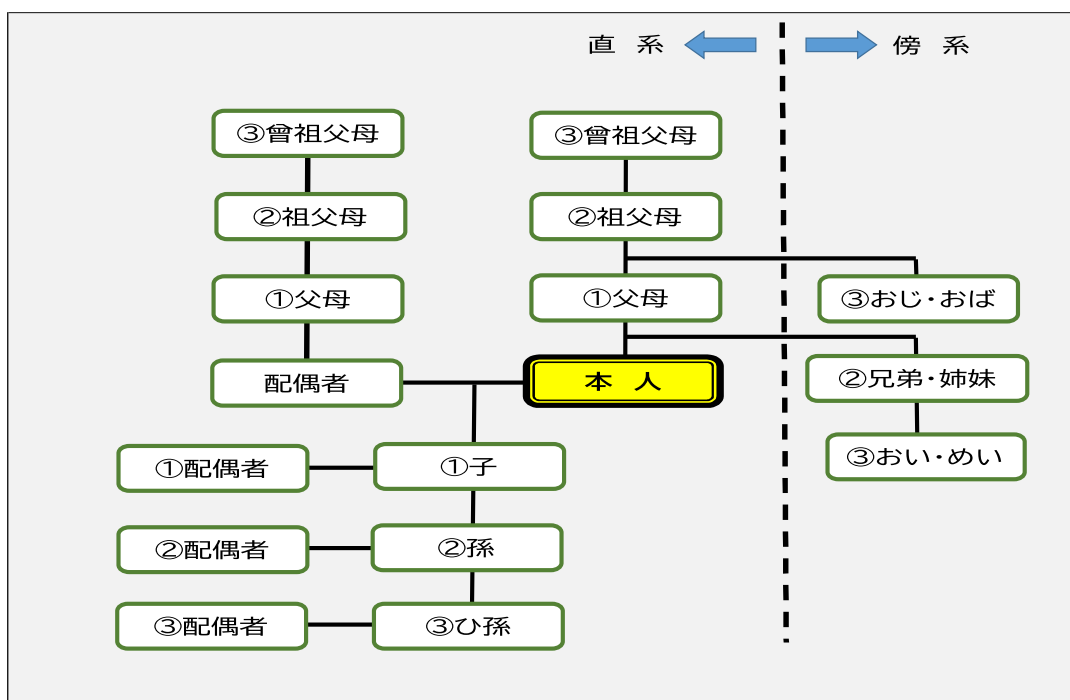 直 系
傍 系
③曾祖父母
③曾祖父母
②祖父母
②祖父母
①父母
①父母
③おじ・おば
配偶者
本 人
②兄弟・姉妹
①配偶者
①子
③おい・めい
②配偶者
②孫
③配偶者
③ひ孫